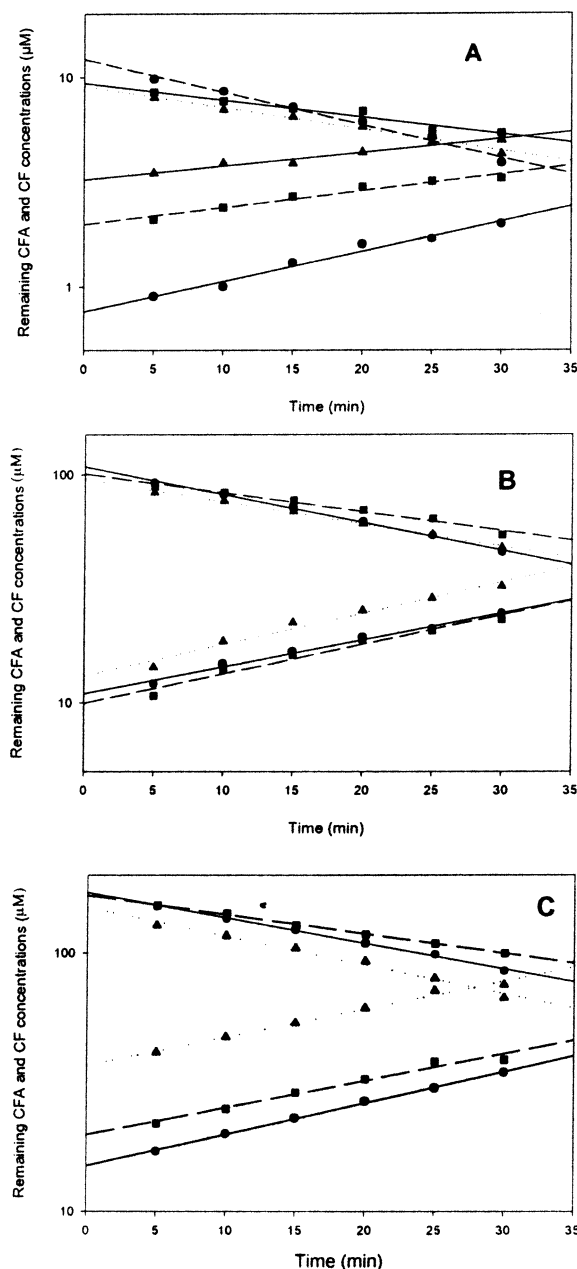 A
Remaining CFA and CF concentrations (μM)
10
1
0 5 10 15 20 25 30 35
Time (min)
B
Remaining CFA and CF concentrations (μM)
100
10
0 5 10 15 20 25 30 35
Time (min)
C
Remaining CFA and CF concentrations (μM)
100
10
0 5 10 15 20 25 30 35
Time (min)